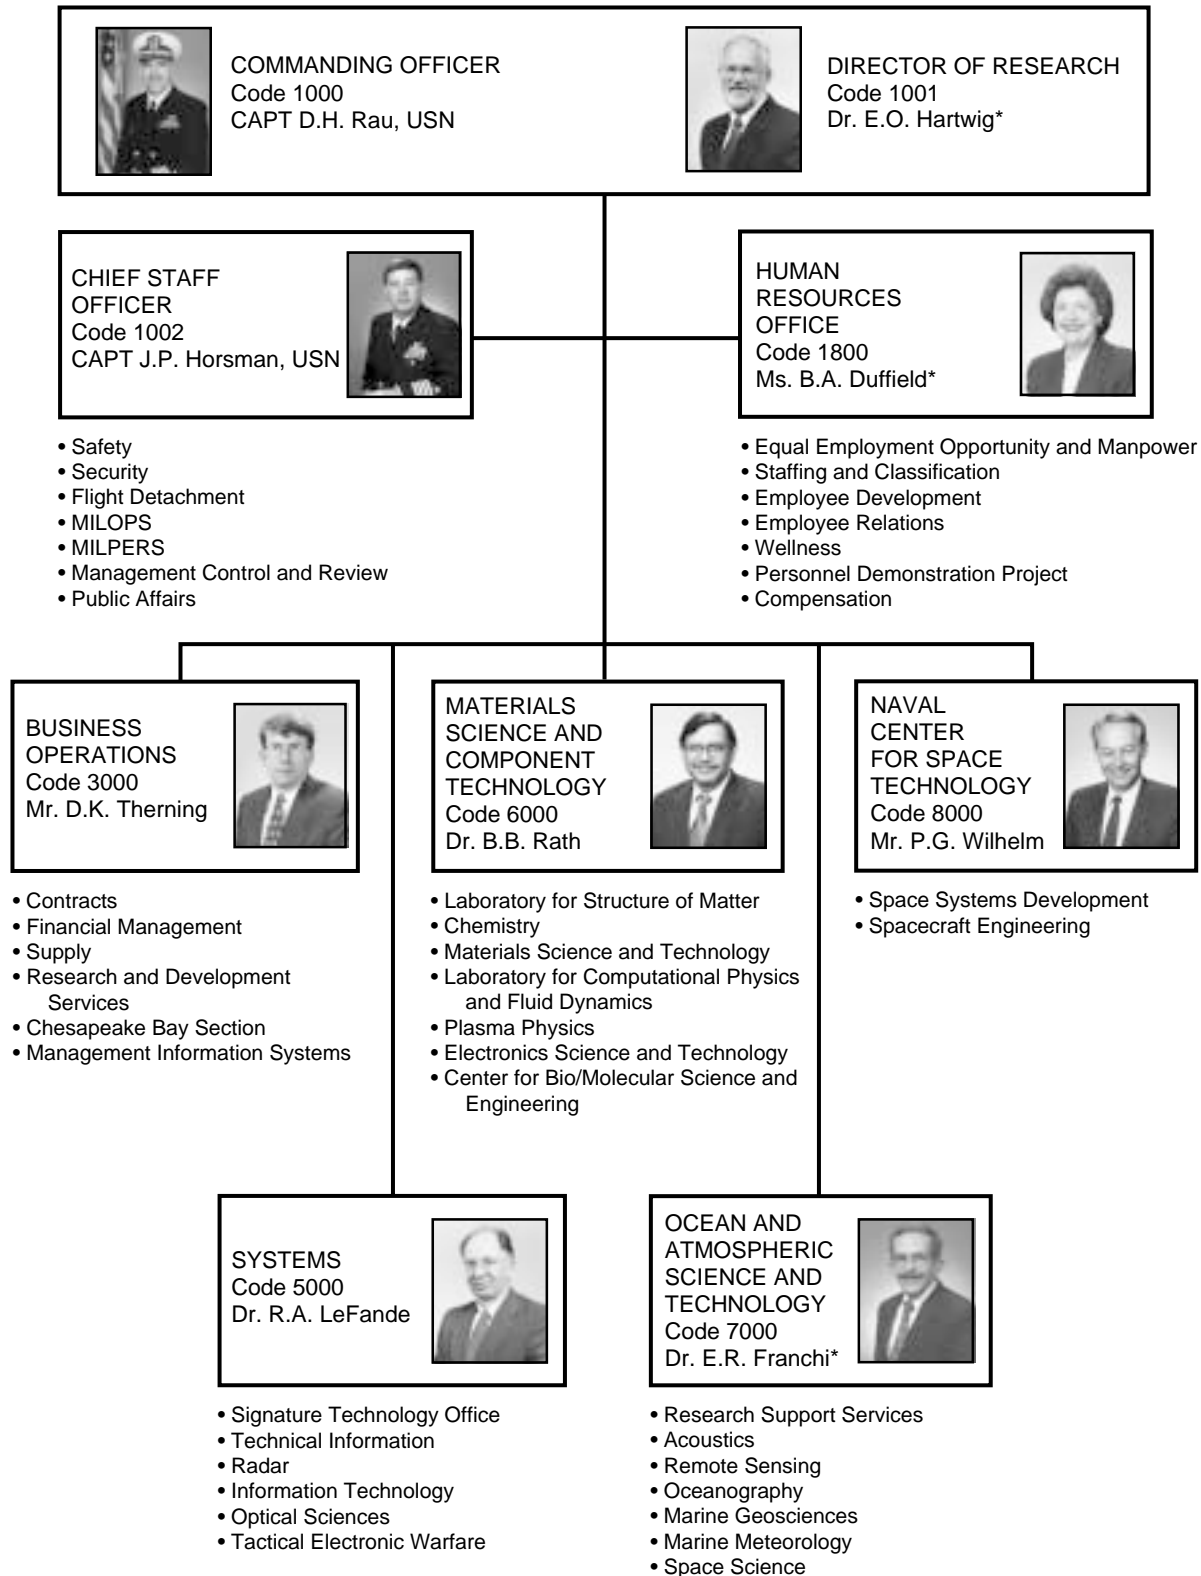 COMMANDING OFFICER
Code 1000
CAPT D.H. Rau, USN
DIRECTOR OF RESEARCH
Code 1001
Dr. E.O. Hartwig*
CHIEF STAFF
OFFICER
Code 1002
CAPT J.P. Horsman, USN
• Safety
• Security
• Flight Detachment
• MILOPS
• MILPERS
• Management Control and Review
• Public Affairs
HUMAN
RESOURCES
OFFICE
Code 1800
Ms. B.A. Duffield*
• Equal Employment Opportunity and Manpower
• Staffing and Classification
• Employee Development
• Employee Relations
• Wellness
• Personnel Demonstration Project
• Compensation
BUSINESS
OPERATIONS
Code 3000
Mr. D.K. Therning
• Contracts
• Financial Management
• Supply
• Research and Development
Services
• Chesapeake Bay Section
• Management Information Systems
MATERIALS
SCIENCE AND
COMPONENT
TECHNOLOGY
Code 6000
Dr. B.B. Rath
• Laboratory for Structure of Matter
• Chemistry
• Materials Science and Technology
• Laboratory for Computational Physics
and Fluid Dynamics
• Plasma Physics
• Electronics Science and Technology
• Center for Bio/Molecular Science and
Engineering
NAVAL
CENTER
FOR SPACE
TECHNOLOGY
Code 8000
Mr. P.G. Wilhelm
• Space Systems Development
• Spacecraft Engineering
SYSTEMS
Code 5000
Dr. R.A. LeFande
• Signature Technology Office
• Technical Information
• Radar
• Information Technology
• Optical Sciences
• Tactical Electronic Warfare
OCEAN AND
ATMOSPHERIC
SCIENCE AND
TECHNOLOGY
Code 7000
Dr. E.R. Franchi*
• Research Support Services
• Acoustics
• Remote Sensing
• Oceanography
• Marine Geosciences
• Marine Meteorology
• Space Science